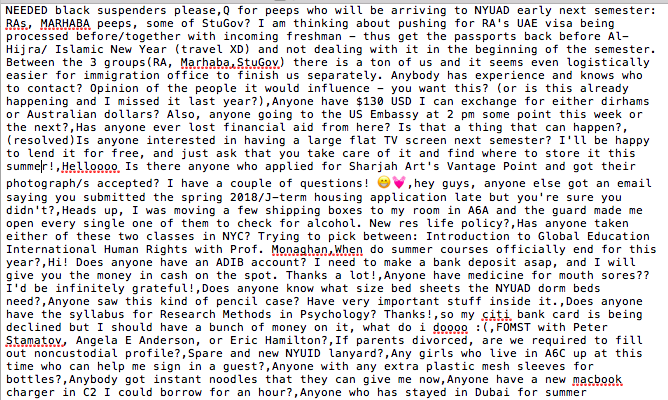 NEEDED black suspenders please,Q for peeps who will be arriving to NYUAD early next semester:
RAs, MARHABA peeps, some of StuGov? I am thinking about pushing for RA's UAE visa being
processed before/together with incoming freshman - thus get the passports back before Al-
Hijra/ Islamic New Year (travel XD) and not dealing with it in the beginning of the semester.
Between the 3 groups(RA, Marhaba,StuGov) there is a ton of us and it seems even logistically
easier for immigration office to finish us separately. Anybody has experience and knows who
to contact? Opinion of the people it would influence - you want this? (or is this already
happening and I missed it last year?),Anyone have $130 USD I can exchange for either dirhams
or Australian dollars? Also, anyone going to the US Embassy at 2 pm some point this week or
the next?,Has anyone ever lost financial aid from here? Is that a thing that can happen?,
(resolved)Is anyone interested in having a large flat TV screen next semester? I'll be happy
to lend it for free, and just ask that you take care of it and find where to store it this
summer!,Helloooo Is there anyone who applied for Sharjah Art's Vantage Point and got their
photograph/s accepted? I have a couple of questions! 😬💓,hey guys, anyone else got an email
saying you submitted the spring 2018/J-term housing application late but you're sure you
didn't?,Heads up, I was moving a few shipping boxes to my room in A6A and the guard made me
open every single one of them to check for alcohol. New res life policy?,Has anyone taken
either of these two classes in NYC? Trying to pick between: Introduction to Global Education
International Human Rights with Prof. Monaghan,When do summer courses officially end for this
year?,Hi! Does anyone have an ADIB account? I need to make a bank deposit asap, and I will
give you the money in cash on the spot. Thanks a lot!,Anyone have medicine for mouth sores??
I'd be infinitely grateful!,Does anyone know what size bed sheets the NYUAD dorm beds
need?,Anyone saw this kind of pencil case? Have very important stuff inside it.,Does anyone
have the syllabus for Research Methods in Psychology? Thanks!,so my citi bank card is being
declined but I should have a bunch of money on it, what do i doooo :(,FOMST with Peter
Stamatov, Angela E Anderson, or Eric Hamilton?,If parents divorced, are we required to fill
out noncustodial profile?,Spare and new NYUID lanyard?,Any girls who live in A6C up at this
time who can help me sign in a guest?,Anyone with any extra plastic mesh sleeves for
bottles?,Anybody got instant noodles that they can give me now,Anyone have a new macbook
charger in C2 I could borrow for an hour?,Anyone who has stayed in Dubai for summer